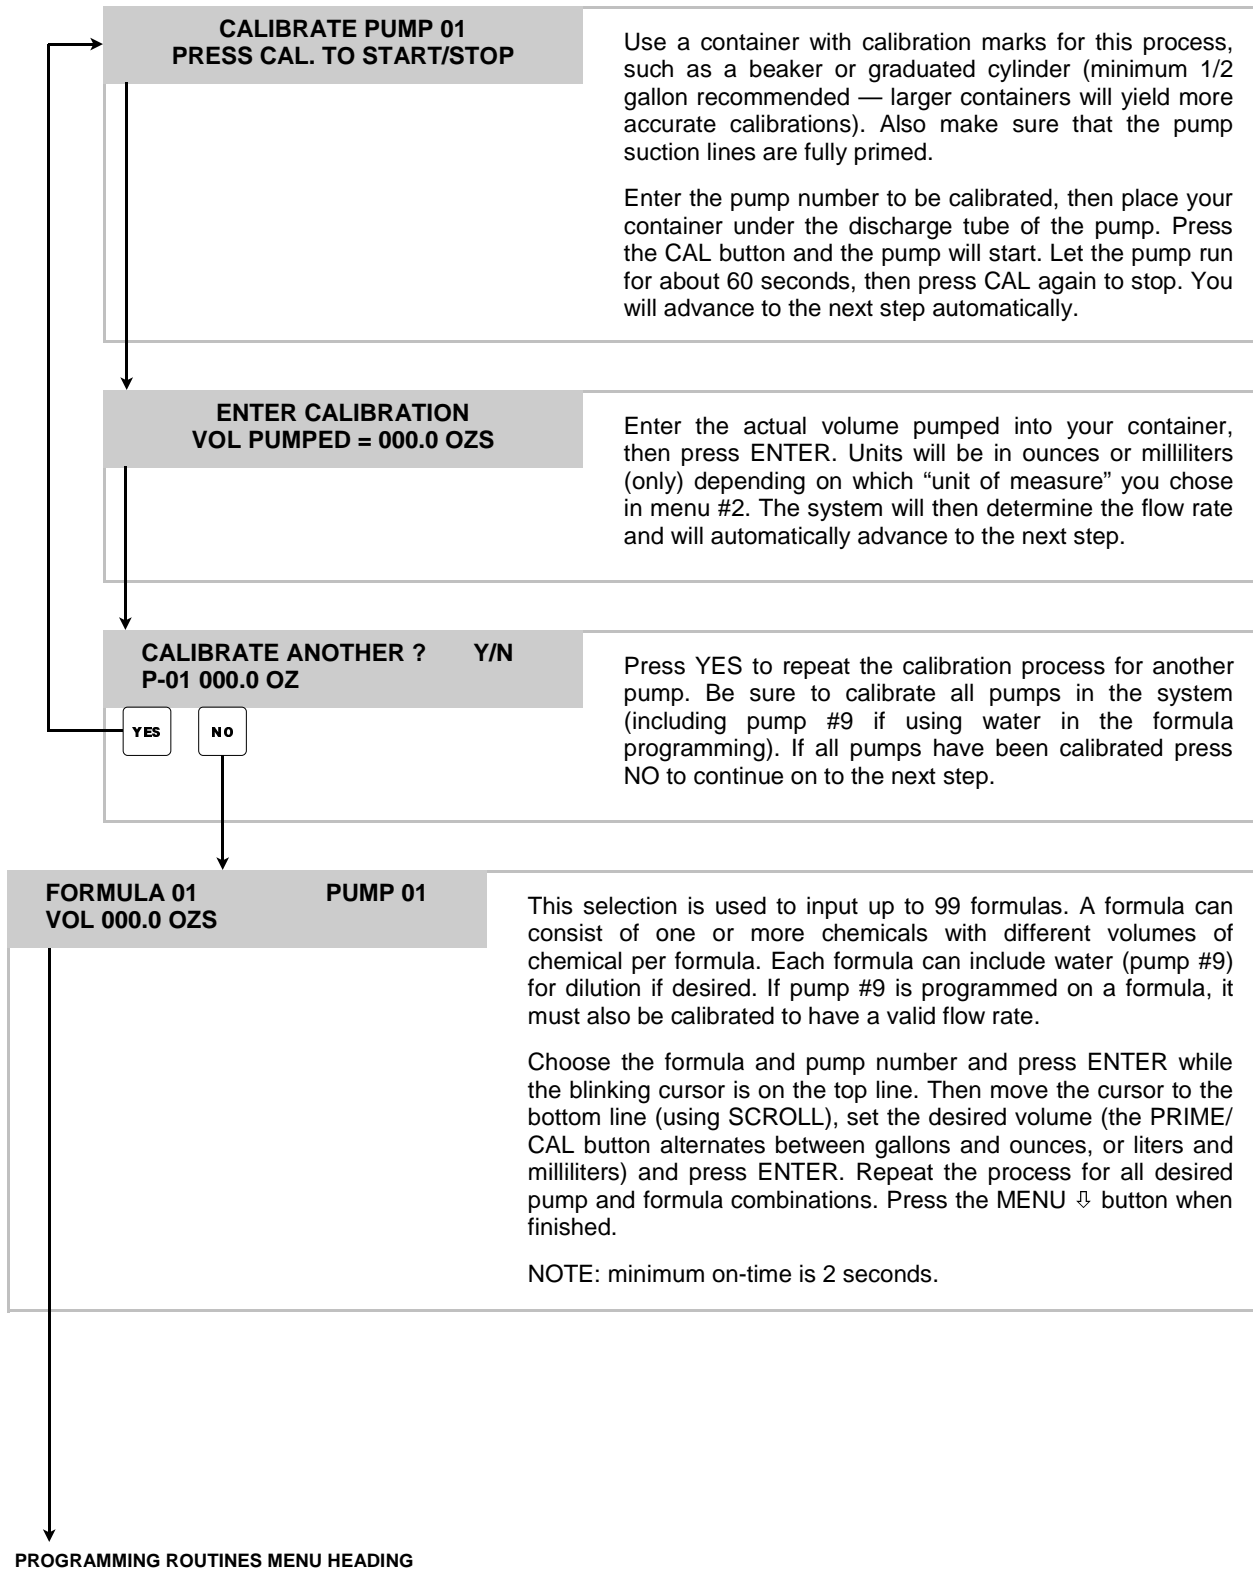 CALIBRATE PUMP 01
PRESS CAL. TO START/STOP
Use a container with calibration marks for this process,
such as a beaker or graduated cylinder (minimum 1/2
gallon recommended — larger containers will yield more
accurate calibrations). Also make sure that the pump
suction lines are fully primed.
Enter the pump number to be calibrated, then place your
container under the discharge tube of the pump. Press
the CAL button and the pump will start. Let the pump run
for about 60 seconds, then press CAL again to stop. You
will advance to the next step automatically.
ENTER CALIBRATION
VOL PUMPED = 000.0 OZS
Enter the actual volume pumped into your container,
then press ENTER. Units will be in ounces or milliliters
(only) depending on which “unit of measure” you chose
in menu #2. The system will then determine the flow rate
and will automatically advance to the next step.
CALIBRATE ANOTHER ? Y/N
P-01 000.0 OZ
YES NO
Press YES to repeat the calibration process for another
pump. Be sure to calibrate all pumps in the system
(including pump #9 if using water in the formula
programming). If all pumps have been calibrated press
NO to continue on to the next step.
FORMULA 01 PUMP 01
VOL 000.0 OZS
This selection is used to input up to 99 formulas. A formula can
consist of one or more chemicals with different volumes of
chemical per formula. Each formula can include water (pump #9)
for dilution if desired. If pump #9 is programmed on a formula, it
must also be calibrated to have a valid flow rate.
Choose the formula and pump number and press ENTER while
the blinking cursor is on the top line. Then move the cursor to the
bottom line (using SCROLL), set the desired volume (the PRIME/
CAL button alternates between gallons and ounces, or liters and
milliliters) and press ENTER. Repeat the process for all desired
pump and formula combinations. Press the MENU ⇩ button when
finished.
NOTE: minimum on-time is 2 seconds.
PROGRAMMING ROUTINES MENU HEADING